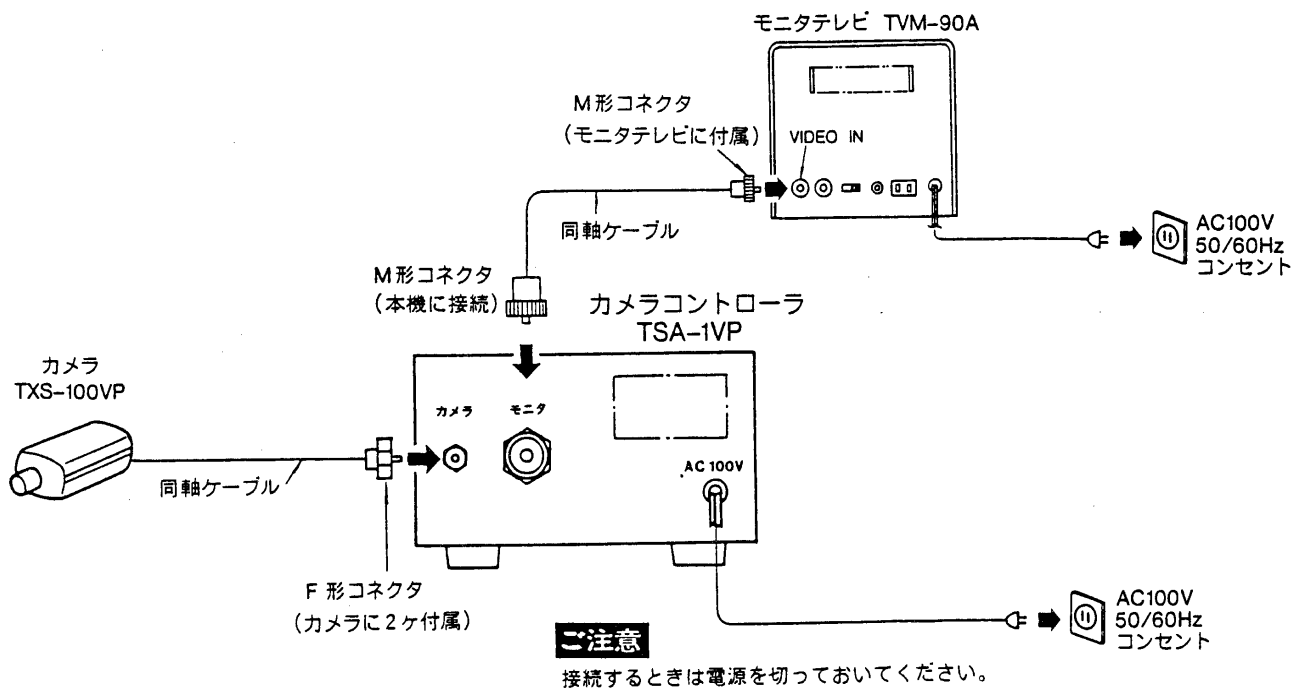 モニタテレビ TVM-90A
M形コネクタ
(モニタテレビに付属)
VIDEO IN
同軸ケーブル
AC100V
50/60Hz
コンセント
M形コネクタ
(本機に接続)
カメラコントローラ
TSA-1VP
カメラ
TXS-100VP
カメラ
モニタ
AC100V
同軸ケーブル
F形コネクタ
(カメラに2ヶ付属)
AC100V
50/60Hz
コンセント
ご注意
接続するときは電源を切っておいてください。